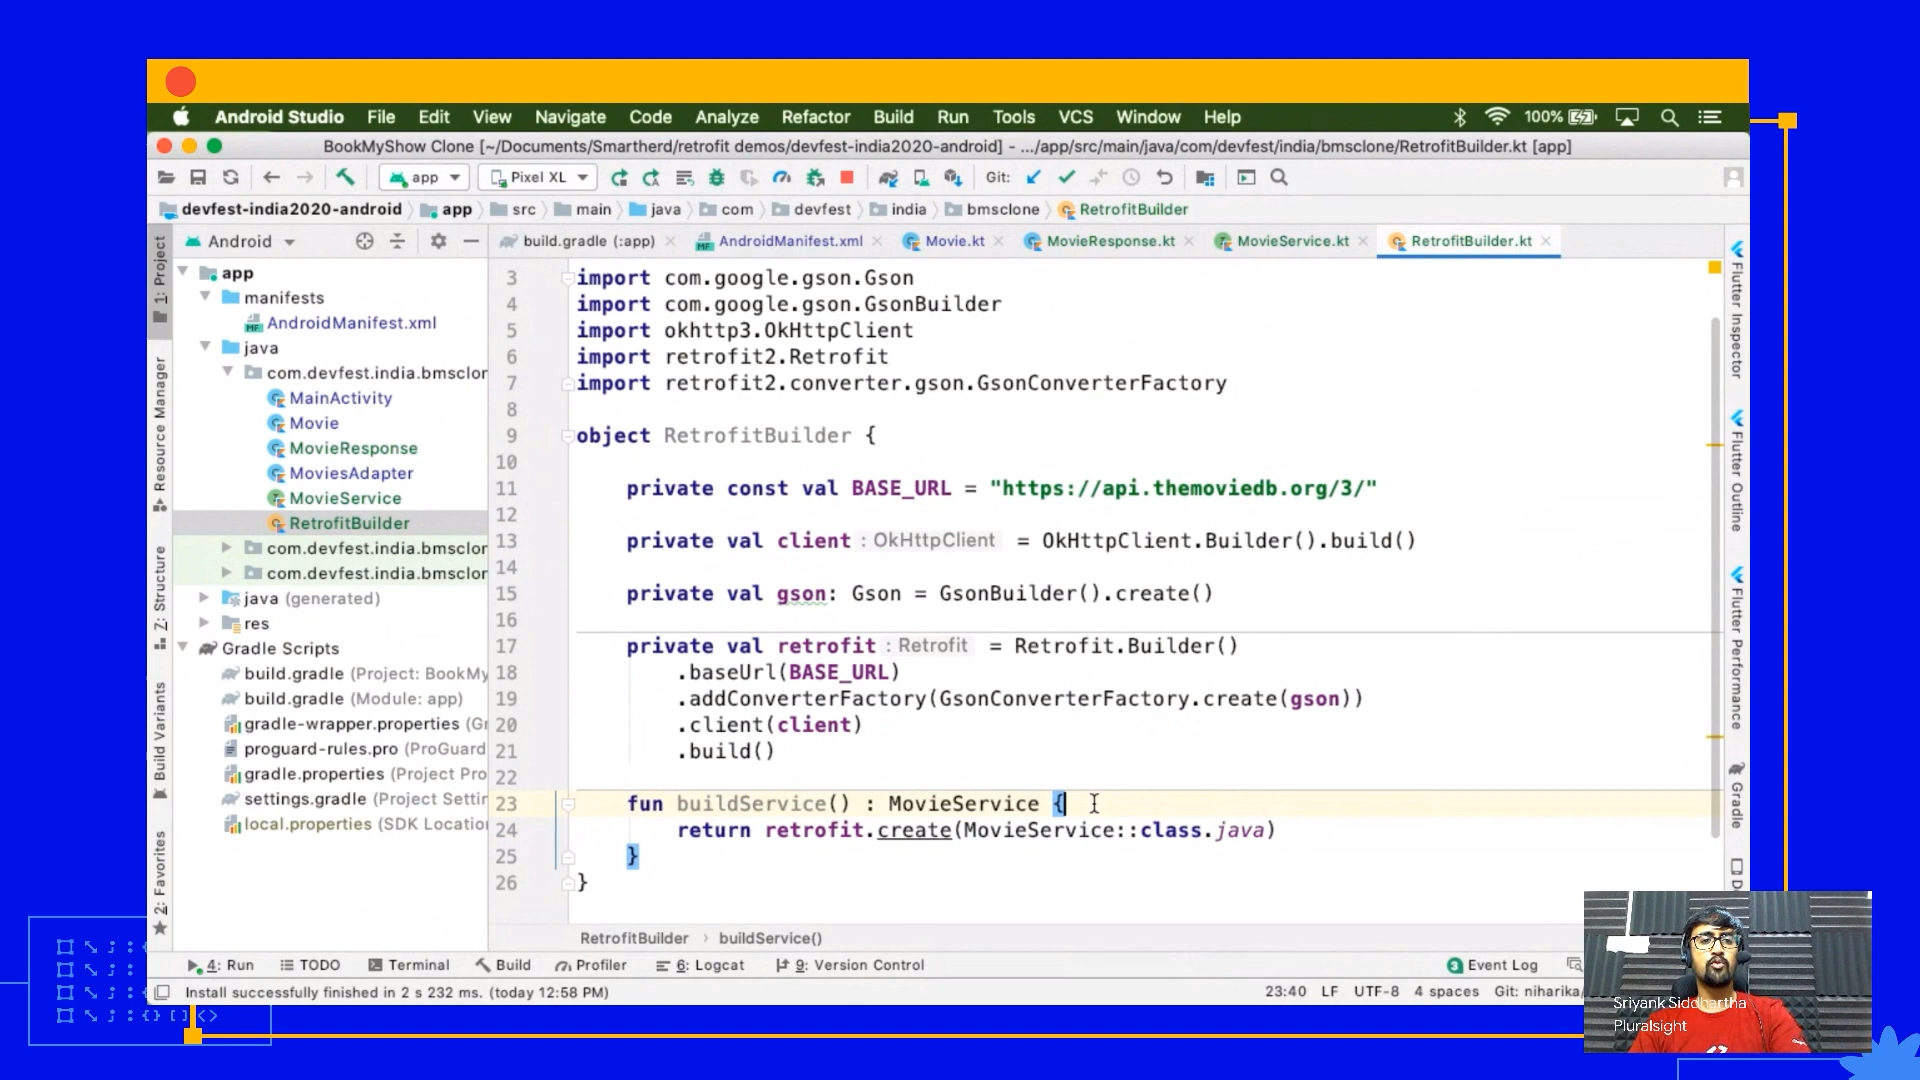 Android Studio File Edit View Navigate Code Analyze Refactor Build Run Tools VCS Window Help 100%
BookMyShow Clone [~/Documents/Smartherd/retrofit demos/devfest-india2020-android] - .../app/src/main/java/com/devfest/india/bmsclone/RetrofitBuilder.kt [app]
app Pixel XL Git:
devfest-india2020-android app src main java com devfest india bmsclone RetrofitBuilder
Android build.gradle (:app) AndroidManifest.xml Movie.kt MovieResponse.kt MovieService.kt RetrofitBuilder.kt
1: Project
Resource Manager
Z: Structure
Build Variants
2: Favorites
app
manifests
AndroidManifest.xml
java
com.devfest.india.bmsclor
MainActivity
Movie
MovieResponse
MoviesAdapter
MovieService
RetrofitBuilder
com.devfest.india.bmsclor
com.devfest.india.bmsclor
java (generated)
res
Gradle Scripts
build.gradle (Project: BookMy
build.gradle (Module: app)
gradle-wrapper.properties (Gr
proguard-rules.pro (ProGuard
gradle.properties (Project Pro
settings.gradle (Project Settir
local.properties (SDK Locatio
3 import com.google.gson.Gson
4 import com.google.gson.GsonBuilder
5 import okhttp3.OkHttpClient
6 import retrofit2.Retrofit
7 import retrofit2.converter.gson.GsonConverterFactory
8
9 object RetrofitBuilder {
10
11 private const val BASE_URL = "https://api.themoviedb.org/3/"
12
13 private val client : OkHttpClient = OkHttpClient.Builder().build()
14
15 private val gson: Gson = GsonBuilder().create()
16
17 private val retrofit : Retrofit = Retrofit.Builder()
18 .baseUrl(BASE_URL)
19 .addConverterFactory(GsonConverterFactory.create(gson))
20 .client(client)
21 .build()
22
23 fun buildService() : MovieService {
24 return retrofit.create(MovieService::class.java)
25 }
26 }
Flutter Inspector
Flutter Outline
Flutter Performance
Gradle
RetrofitBuilder › buildService()
4: Run TODO Terminal Build Profiler 6: Logcat 9: Version Control 3 Event Log
Install successfully finished in 2 s 232 ms. (today 12:58 PM) 23:40 LF UTF-8 4 spaces Git: niharika/
Sriyank Siddhartha
Pluralsight